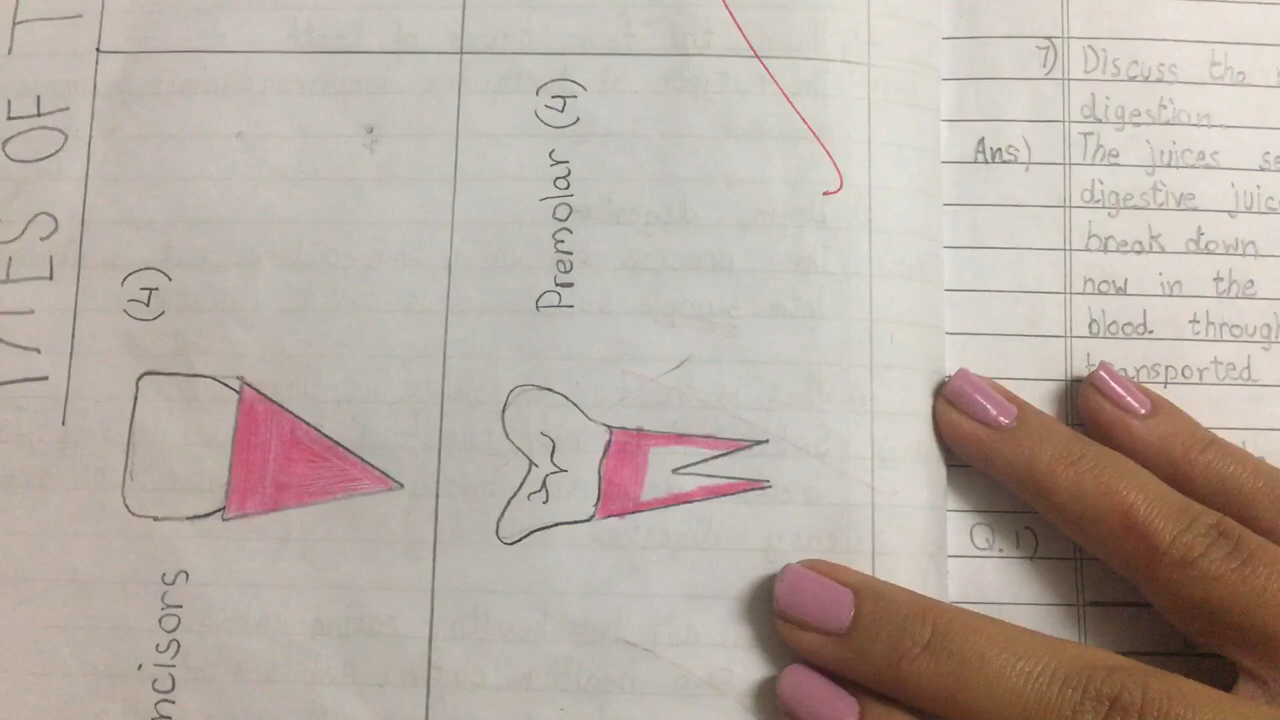 TYPES OF T
ncisors (4)
Premolar (4)
7) Discuss the
digestion
Ans) The juices se
digestive juic
break down
now in the
blood through
transported
Q.1)